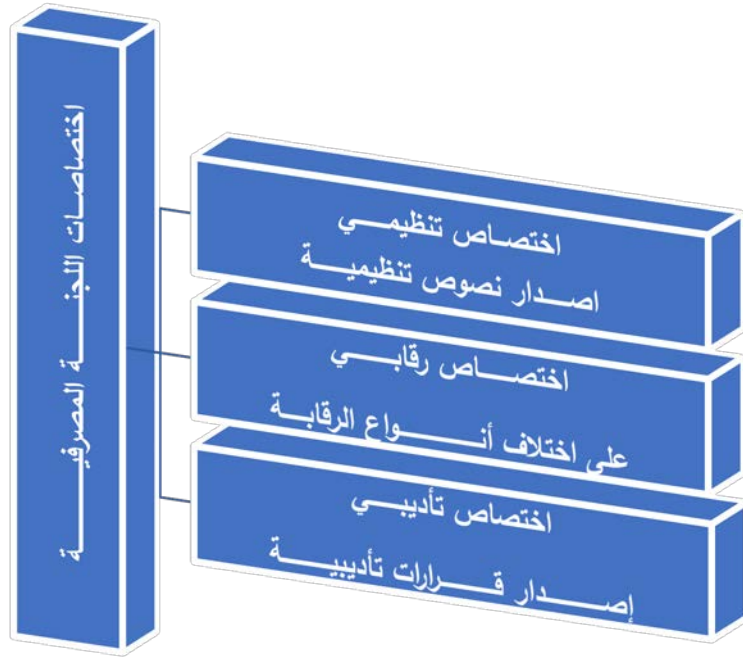 اختصاصات اللجنة المصرفية
اختصاص تنظيمي
اصدار نصوص تنظيمية
اختصاص رقابي
على اختلاف أنواع الرقابة
اختصاص تأديبي
إصدار قرارات تأديبية